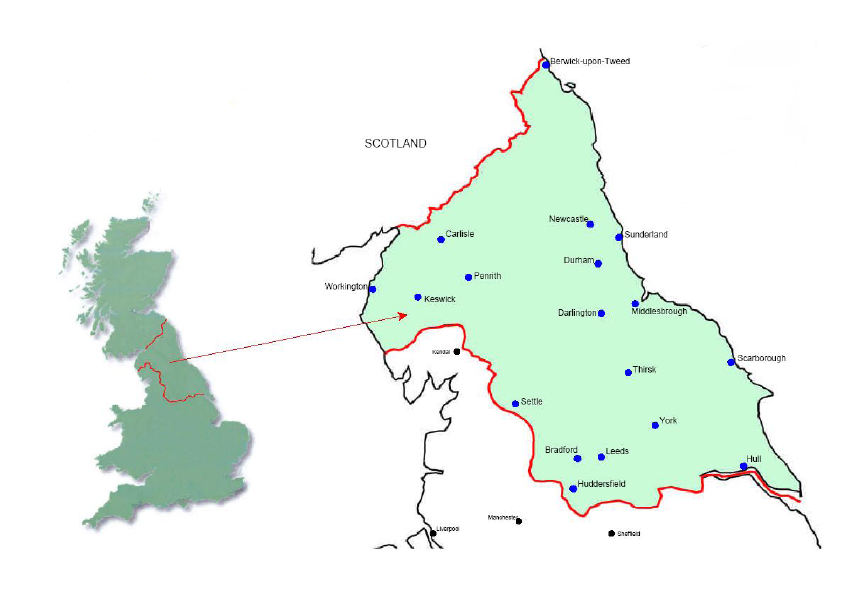 Berwick-upon-Tweed
SCOTLAND
Newcastle
Carlisle
Sunderland
Durham
Penrith
Workington
Keswick
Darlington
Middlesbrough
Kendal
Scarborough
Thirsk
Settle
York
Bradford
Leeds
Hull
Huddersfield
Manchester
Liverpool
Sheffield